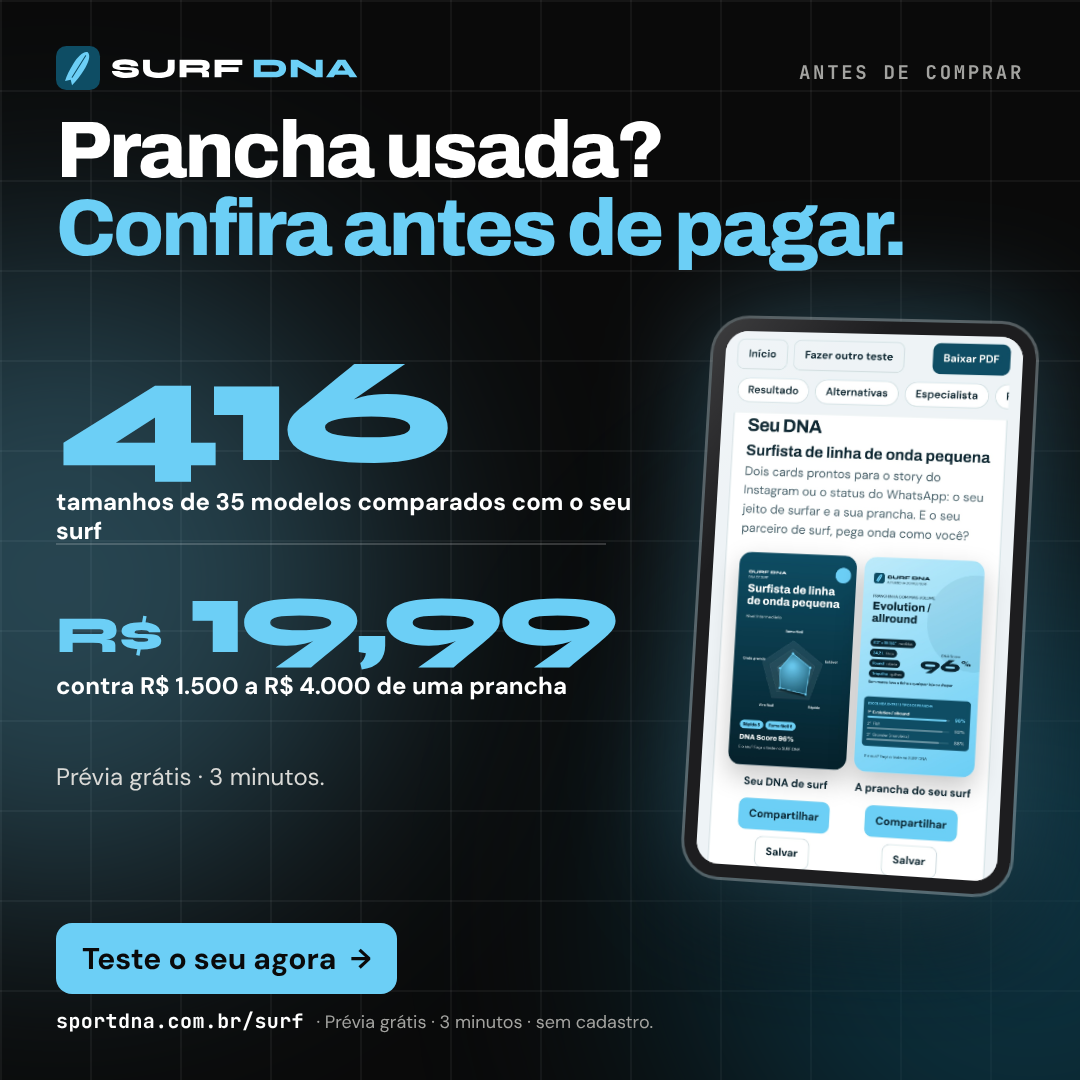 SURF DNA
ANTES DE COMPRAR
Prancha usada?
Confira antes de pagar.
416
tamanhos de 35 modelos comparados com o seu
surf
R$ 19,99
contra R$ 1.500 a R$ 4.000 de uma prancha
Prévia grátis · 3 minutos.
Início
Fazer outro teste
Baixar PDF
Resultado
Alternativas
Especialista
Seu DNA
Surfista de linha de onda pequena
Dois cards prontos para o story do
Instagram ou o status do WhatsApp: o seu
jeito de surfar e a sua prancha. E o seu
parceiro de surf, pega onda como você?
SURF DNA
Surfista de linha
de onda pequena
DNA Score 96%
SURF DNA
Evolution /
allround
96%
Seu DNA de surf
A prancha do seu surf
Compartilhar
Compartilhar
Salvar
Salvar
Teste o seu agora →
sportdna.com.br/surf · Prévia grátis · 3 minutos · sem cadastro.